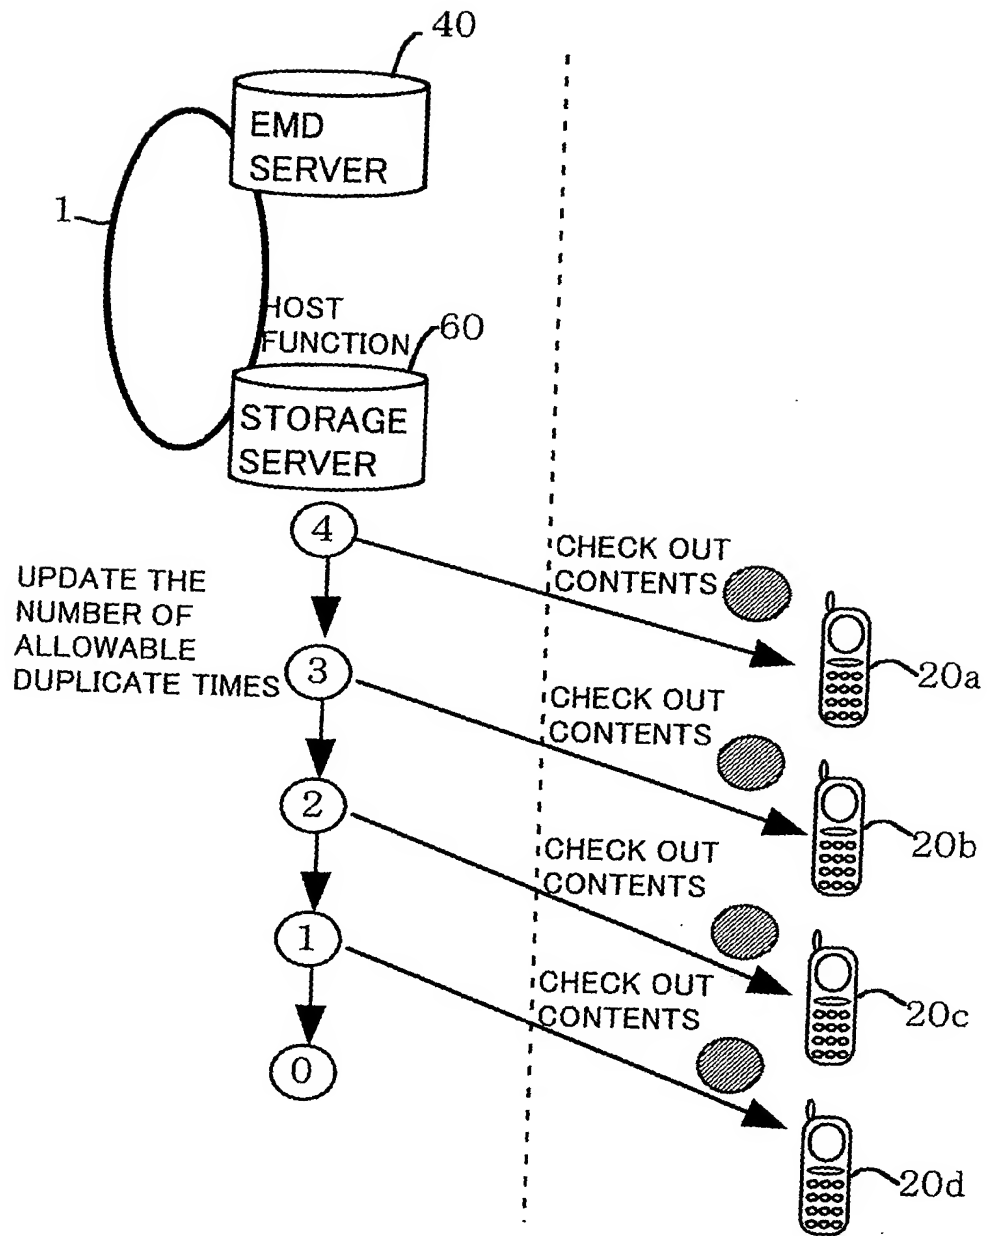 40
EMD
SERVER
1
HOST
FUNCTION
60
STORAGE
SERVER
4
CHECK OUT
CONTENTS
UPDATE THE
NUMBER OF
ALLOWABLE
DUPLICATE TIMES
3
20a
CHECK OUT
CONTENTS
2
20b
CHECK OUT
CONTENTS
1
20c
CHECK OUT
CONTENTS
0
20d